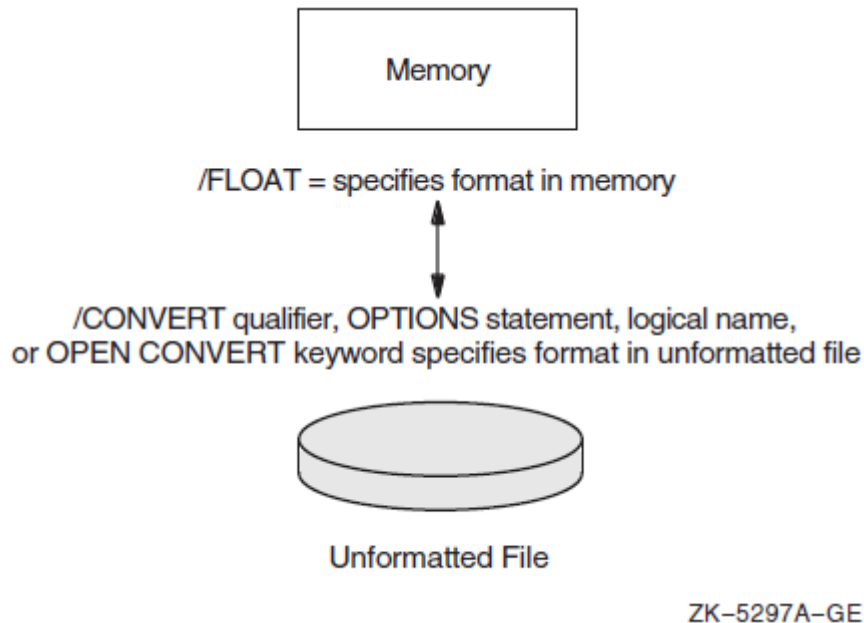 Memory
/FLOAT = specifies format in memory
/CONVERT qualifier, OPTIONS statement, logical name,
or OPEN CONVERT keyword specifies format in unformatted file
Unformatted File
ZK–5297A–GE